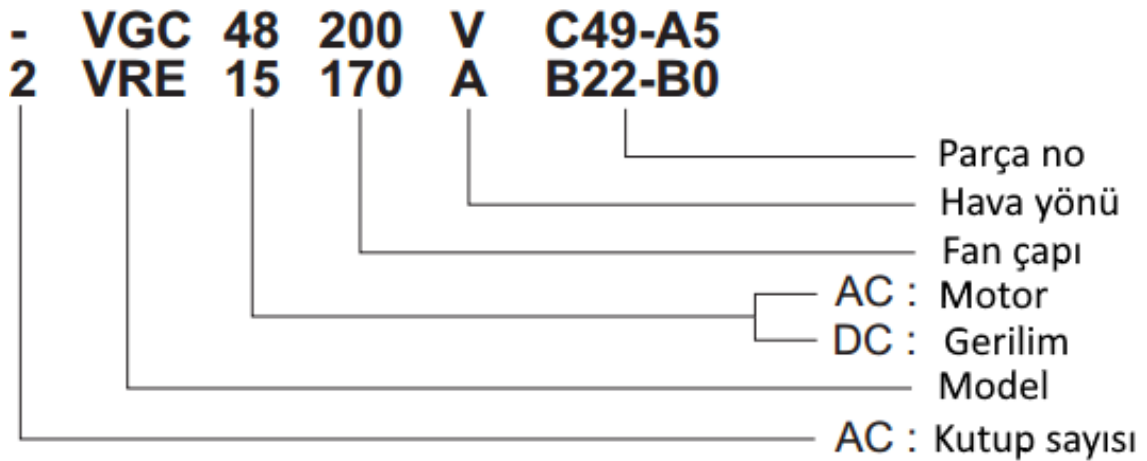 - VGC 48 200 V C49-A5
2 VRE 15 170 A B22-B0
Parça no
Hava yönü
Fan çapı
AC : Motor
DC : Gerilim
Model
AC : Kutup sayısı